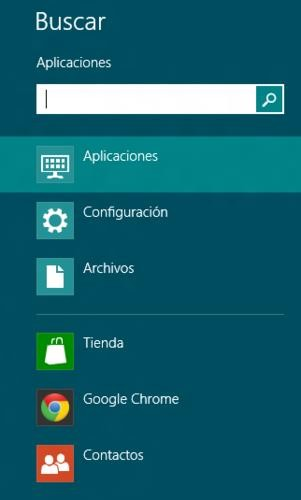 Buscar
Aplicaciones
Aplicaciones
Configuración
Archivos
Tienda
Google Chrome
Contactos